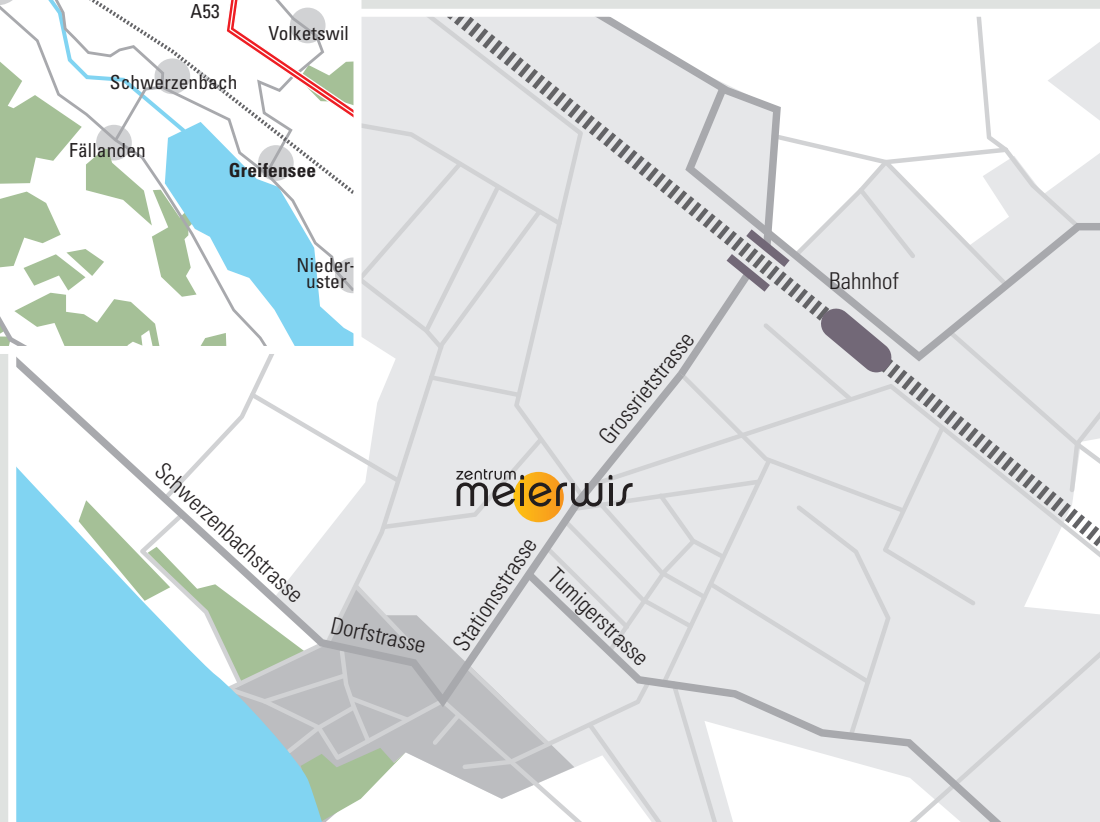 A53
Volketswil
Schwerzenbach
Fällanden
Greifensee
Nieder-
uster
Bahnhof
Grossrietstrasse
zentrum
meierwis
Schwerzenbachstrasse
Stationsstrasse
Tumigerstrasse
Dorfstrasse